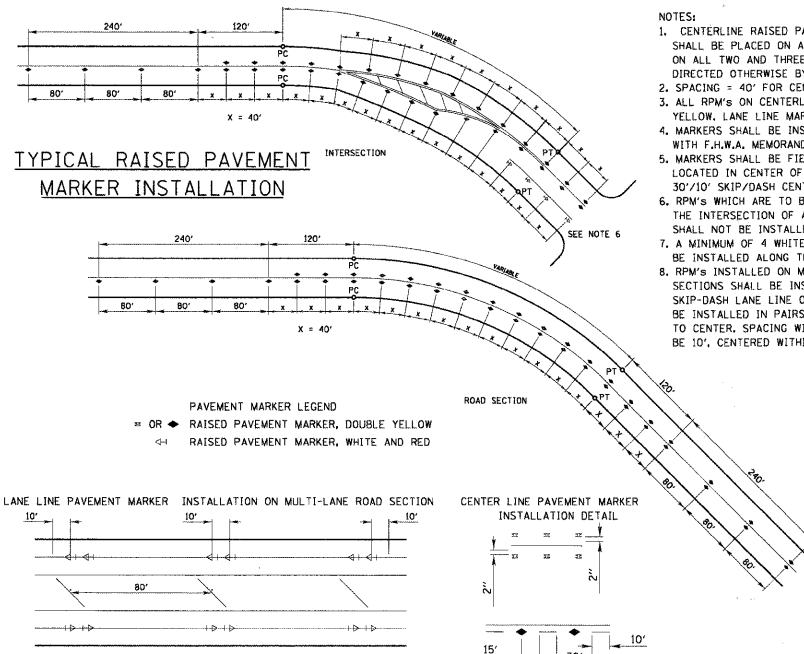 240'
120'
VARIABLE
PC
PC
80'
80'
80'
x
x
x
X = 40'
PT
PT
INTERSECTION
SEE NOTE 6
TYPICAL RAISED PAVEMENT
MARKER INSTALLATION
NOTES:
1. CENTERLINE RAISED PA
SHALL BE PLACED ON A
ON ALL TWO AND THREE
DIRECTED OTHERWISE BY
2. SPACING = 40' FOR CEN
3. ALL RPM's ON CENTERL
YELLOW. LANE LINE MAR
4. MARKERS SHALL BE INS
WITH F.H.W.A. MEMORAND
5. MARKERS SHALL BE FIE
LOCATED IN CENTER OF
30'/10' SKIP/DASH CENT
6. RPM's WHICH ARE TO B
THE INTERSECTION OF A
SHALL NOT BE INSTALLE
7. A MINIMUM OF 4 WHITE
BE INSTALLED ALONG TH
8. RPM's INSTALLED ON M
SECTIONS SHALL BE INS
SKIP-DASH LANE LINE O
BE INSTALLED IN PAIRS
TO CENTER. SPACING WI
BE 10', CENTERED WITHI
240'
120'
VARIABLE
PC
PC
80'
80'
80'
x
x
x
X = 40'
PT
PT
120'
240'
80'
80'
80'
ROAD SECTION
PAVEMENT MARKER LEGEND
OR RAISED PAVEMENT MARKER, DOUBLE YELLOW
RAISED PAVEMENT MARKER, WHITE AND RED
LANE LINE PAVEMENT MARKER INSTALLATION ON MULTI-LANE ROAD SECTION
10'
10'
10'
80'
CENTER LINE PAVEMENT MARKER
INSTALLATION DETAIL
2"
2"
15'
10'